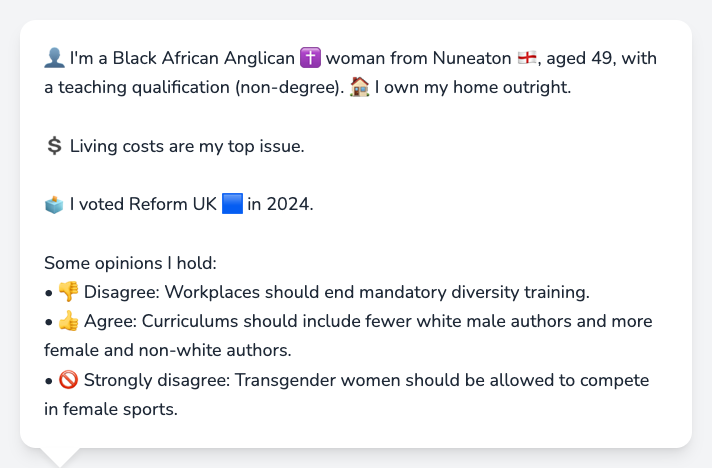 👤 I'm a Black African Anglican ✝️ woman from Nuneaton 🏴󠁧󠁢󠁥󠁮󠁧󠁿, aged 49, with
a teaching qualification (non-degree). 🏠 I own my home outright.
💲 Living costs are my top issue.
🗳️ I voted Reform UK 🟦 in 2024.
Some opinions I hold:
• 👎 Disagree: Workplaces should end mandatory diversity training.
• 👍 Agree: Curriculums should include fewer white male authors and more
female and non-white authors.
• 🚫 Strongly disagree: Transgender women should be allowed to compete
in female sports.